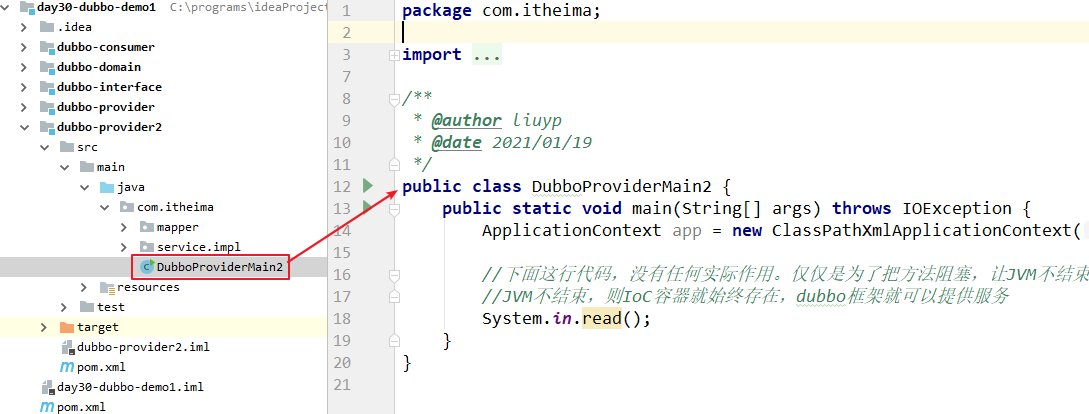 day30-dubbo-demo1 C:\programs\ideaProject
.idea
dubbo-consumer
dubbo-domain
dubbo-interface
dubbo-provider
dubbo-provider2
src
main
java
com.itheima
mapper
service.impl
DubboProviderMain2
resources
test
target
dubbo-provider2.iml
pom.xml
day30-dubbo-demo1.iml
pom.xml
1 package com.itheima;
2
3 import ...
7
8 /**
9 * @author liuyp
10 * @date 2021/01/19
11 */
12 public class DubboProviderMain2 {
13 public static void main(String[] args) throws IOException {
14 ApplicationContext app = new ClassPathXmlApplicationContext(
15
16 //下面这行代码，没有任何实际作用。仅仅是为了把方法阻塞，让JVM不结束
17 //JVM不结束，则IoC容器就始终存在，dubbo框架就可以提供服务
18 System.in.read();
19 }
20 }
21